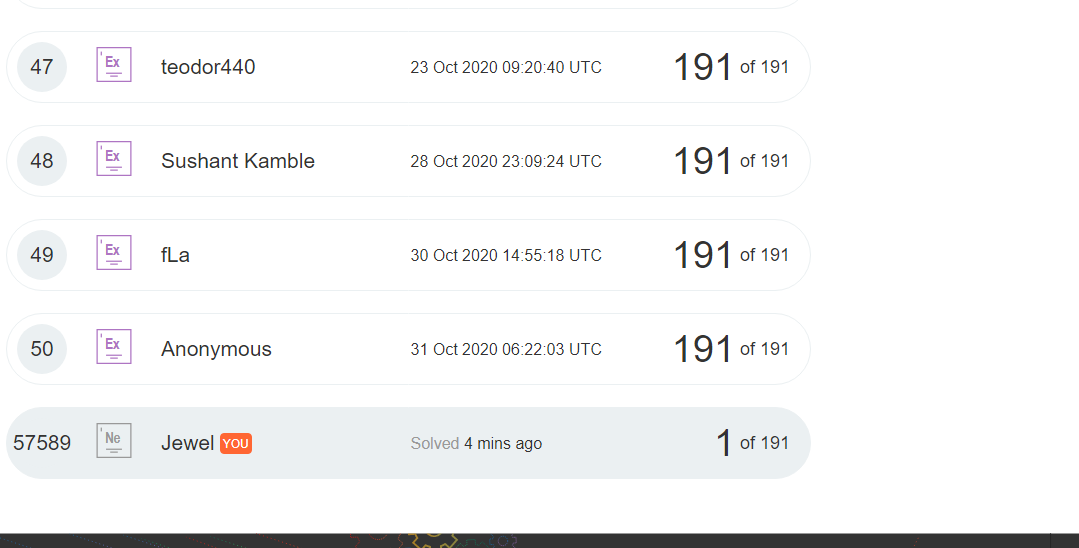 47 'Ex teodor440 23 Oct 2020 09:20:40 UTC 191 of 191
48 'Ex Sushant Kamble 28 Oct 2020 23:09:24 UTC 191 of 191
49 'Ex fLa 30 Oct 2020 14:55:18 UTC 191 of 191
50 'Ex Anonymous 31 Oct 2020 06:22:03 UTC 191 of 191
57589 'Ne Jewel YOU Solved 4 mins ago 1 of 191